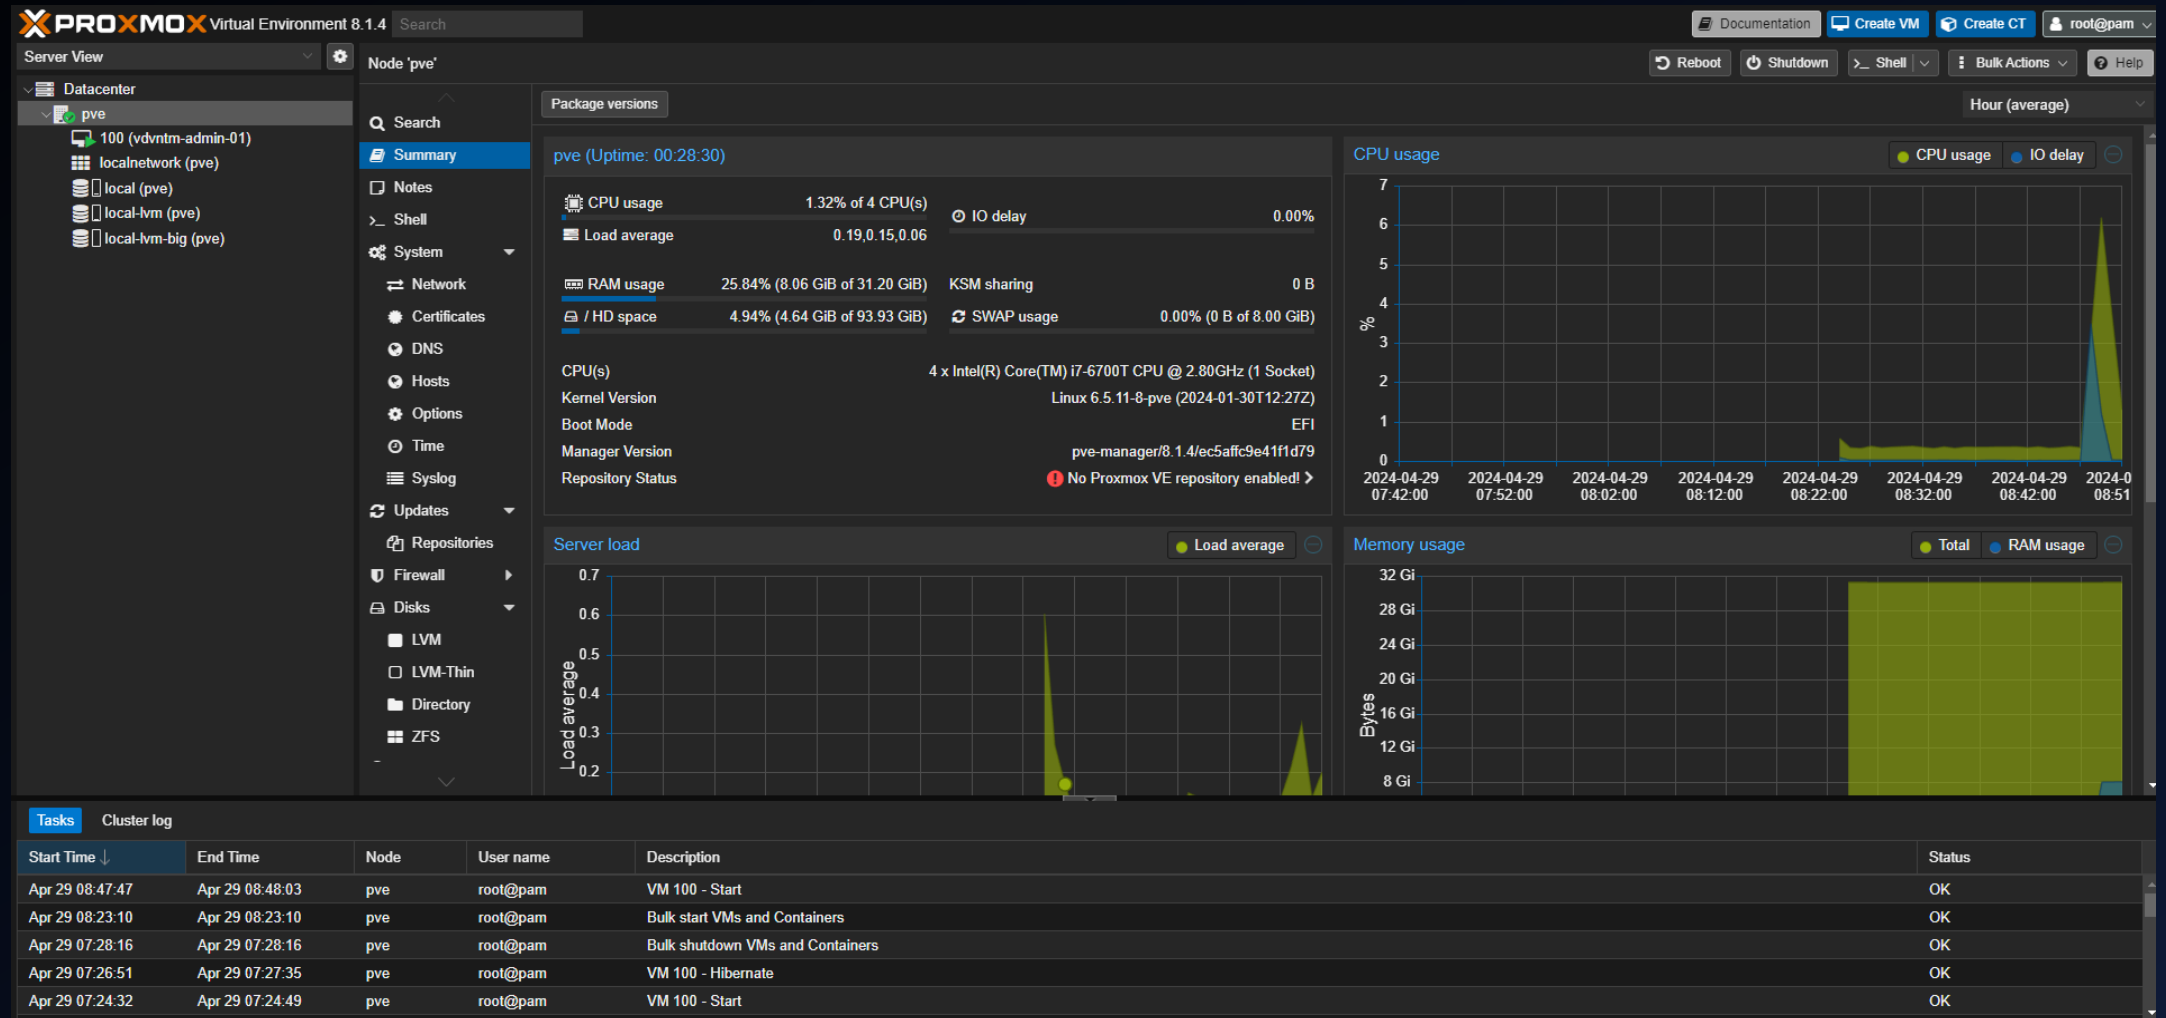 PROXMOX Virtual Environment 8.1.4 Search
Documentation Create VM Create CT root@pam
Server View
Node 'pve'
Reboot Shutdown Shell Bulk Actions Help
Datacenter
pve
100 (vdvntm-admin-01)
localnetwork (pve)
local (pve)
local-lvm (pve)
local-lvm-big (pve)
Search
Summary
Notes
Shell
System
Network
Certificates
DNS
Hosts
Options
Time
Syslog
Updates
Repositories
Firewall
Disks
LVM
LVM-Thin
Directory
ZFS
Package versions
Hour (average)
pve (Uptime: 00:28:30)
CPU usage 1.32% of 4 CPU(s)
IO delay 0.00%
Load average 0.19,0.15,0.06
RAM usage 25.84% (8.06 GiB of 31.20 GiB)
KSM sharing 0 B
/ HD space 4.94% (4.64 GiB of 93.93 GiB)
SWAP usage 0.00% (0 B of 8.00 GiB)
CPU(s) 4 x Intel(R) Core(TM) i7-6700T CPU @ 2.80GHz (1 Socket)
Kernel Version Linux 6.5.11-8-pve (2024-01-30T12:27Z)
Boot Mode EFI
Manager Version pve-manager/8.1.4/ec5affc9e41f1d79
Repository Status No Proxmox VE repository enabled!
CPU usage
CPU usage IO delay
7
6
5
4
%
3
2
1
0
2024-04-29 2024-04-29 2024-04-29 2024-04-29 2024-04-29 2024-04-29 2024-04-29 2024-0
07:42:00 07:52:00 08:02:00 08:12:00 08:22:00 08:32:00 08:42:00 08:51
Server load
Load average
0.7
0.6
0.5
0.4
0.3
0.2
Load average
Memory usage
Total RAM usage
32 Gi
28 Gi
24 Gi
20 Gi
16 Gi
12 Gi
8 Gi
Bytes
Tasks Cluster log
Start Time End Time Node User name Description Status
Apr 29 08:47:47 Apr 29 08:48:03 pve root@pam VM 100 - Start OK
Apr 29 08:23:10 Apr 29 08:23:10 pve root@pam Bulk start VMs and Containers OK
Apr 29 07:28:16 Apr 29 07:28:16 pve root@pam Bulk shutdown VMs and Containers OK
Apr 29 07:26:51 Apr 29 07:27:35 pve root@pam VM 100 - Hibernate OK
Apr 29 07:24:32 Apr 29 07:24:49 pve root@pam VM 100 - Start OK